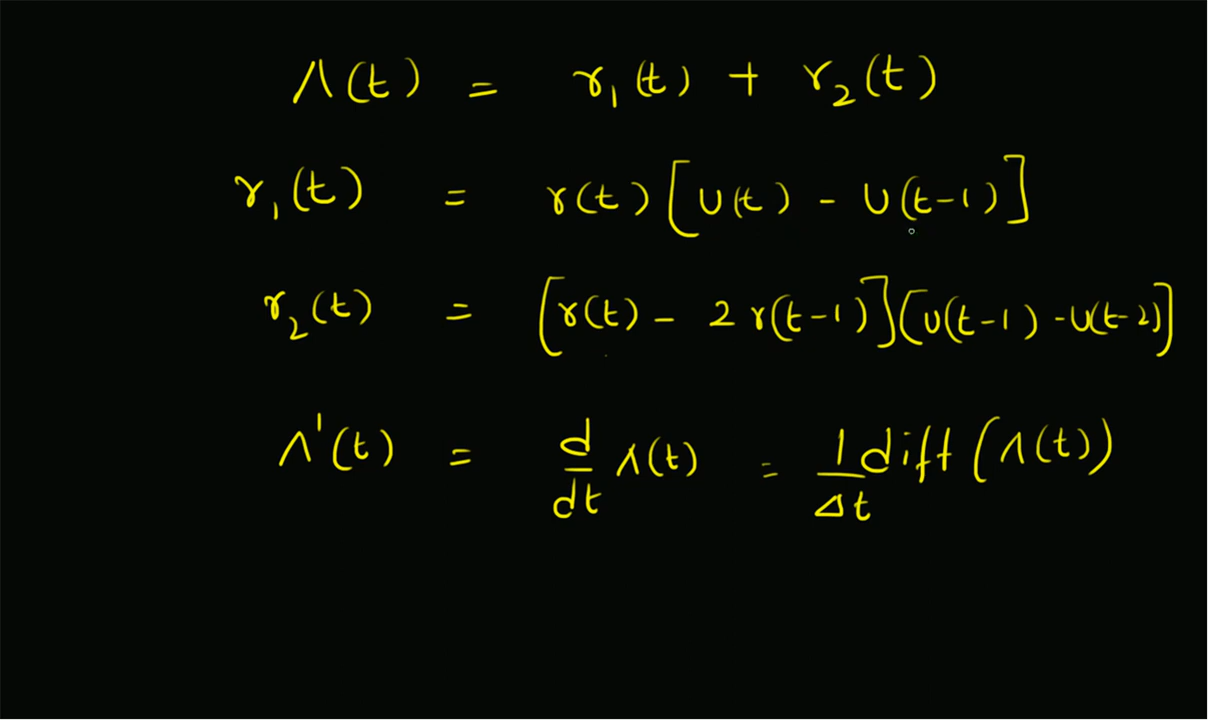 Λ(t) = r₁(t) + r₂(t)
r₁(t) = r(t)[U(t) - U(t-1)]
r₂(t) = [r(t) - 2r(t-1)][U(t-1) - U(t-2)]
Λ'(t) = d/dt Λ(t) = 1/Δt diff(Λ(t))